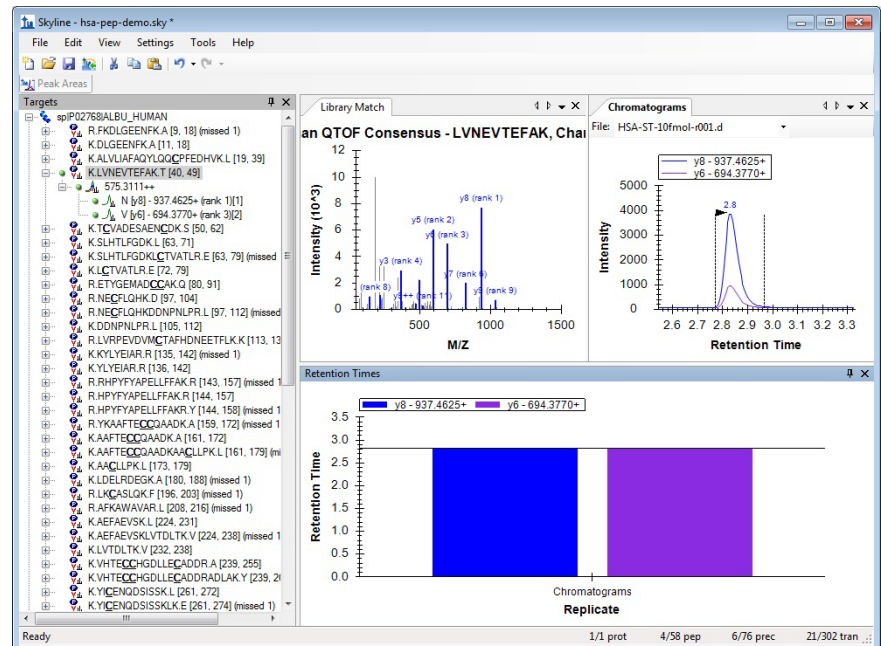 Skyline - hsa-pep-demo.sky *
File Edit View Settings Tools Help
Peak Areas
Targets
sp|P02768|ALBU_HUMAN
R.FKDLGEENFK.A [9, 18] (missed 1)
K.DLGEENFK.A [11, 18]
K.ALVLIAFAQYLQQCPFEDHVK.L [19, 39]
K.LVNEVTEFAK.T [40, 49]
575.3111++
N [y8] - 937.4625+ (rank 1)[1]
V [y6] - 694.3770+ (rank 3)[2]
K.TCVADESAENCDK.S [50, 62]
K.SLHTLFGDK.L [63, 71]
K.SLHTLFGDKLCTVATLR.E [63, 79] (missed
K.LCTVATLR.E [72, 79]
R.ETYGEMADCCAK.Q [80, 91]
R.NECFLQHK.D [97, 104]
R.NECFLQHKDDNPNLPR.L [97, 112] (missed
K.DDNPNLPR.L [105, 112]
R.LVRPEVDVMCTAFHDNEETFLK.K [113, 13
K.KYLYEIAR.R [135, 142] (missed 1)
K.YLYEIAR.R [136, 142]
R.RHPYFYAPELLFFAK.R [143, 157] (missed 1)
R.HPYFYAPELLFFAK.R [144, 157]
R.HPYFYAPELLFFAKR.Y [144, 158] (missed 1
R.YKAAFTECCQAADK.A [159, 172] (missed 1)
K.AAFTECCQAADK.A [161, 172]
K.AAFTECCQAADKAACLLPK.L [161, 179] (mi
K.AACLLPK.L [173, 179]
K.LDELRDEGK.A [180, 188] (missed 1)
R.LKCASLQK.F [196, 203] (missed 1)
R.AFKAWAVAR.L [208, 216] (missed 1)
K.AEFAEVSK.L [224, 231]
K.AEFAEVSKLVTDLTK.V [224, 238] (missed 1
K.LVTDLTK.V [232, 238]
K.VHTECCHGDLLECADDR.A [239, 255]
K.VHTECCHGDLLECADDRADLAK.Y [239, 26
K.YICENQDSISSK.L [261, 272]
K.YICENQDSISSKLK.E [261, 274] (missed 1)
Library Match
an QTOF Consensus - LVNEVTEFAK, Char
Intensity (10^3)
12
10
8
6
4
2
0
y8 (rank 1)
y5 (rank 2)
y6 (rank 3)
y3 (rank 4)
y7 (rank 6)
(rank 8)
y9++ (rank 11)
y9 (rank 9)
500 1000 1500
M/Z
Chromatograms
File: HSA-ST-10fmol-r001.d
y8 - 937.4625+
y6 - 694.3770+
Intensity
5000
4000
3000
2000
1000
0
2.8
2.6 2.7 2.8 2.9 3.0 3.1 3.2 3.3
Retention Time
Retention Times
y8 - 937.4625+ y6 - 694.3770+
Retention Time
3.5
3.0
2.5
2.0
1.5
1.0
0.5
0.0
Chromatograms
Replicate
Ready 1/1 prot 4/58 pep 6/76 prec 21/302 tran